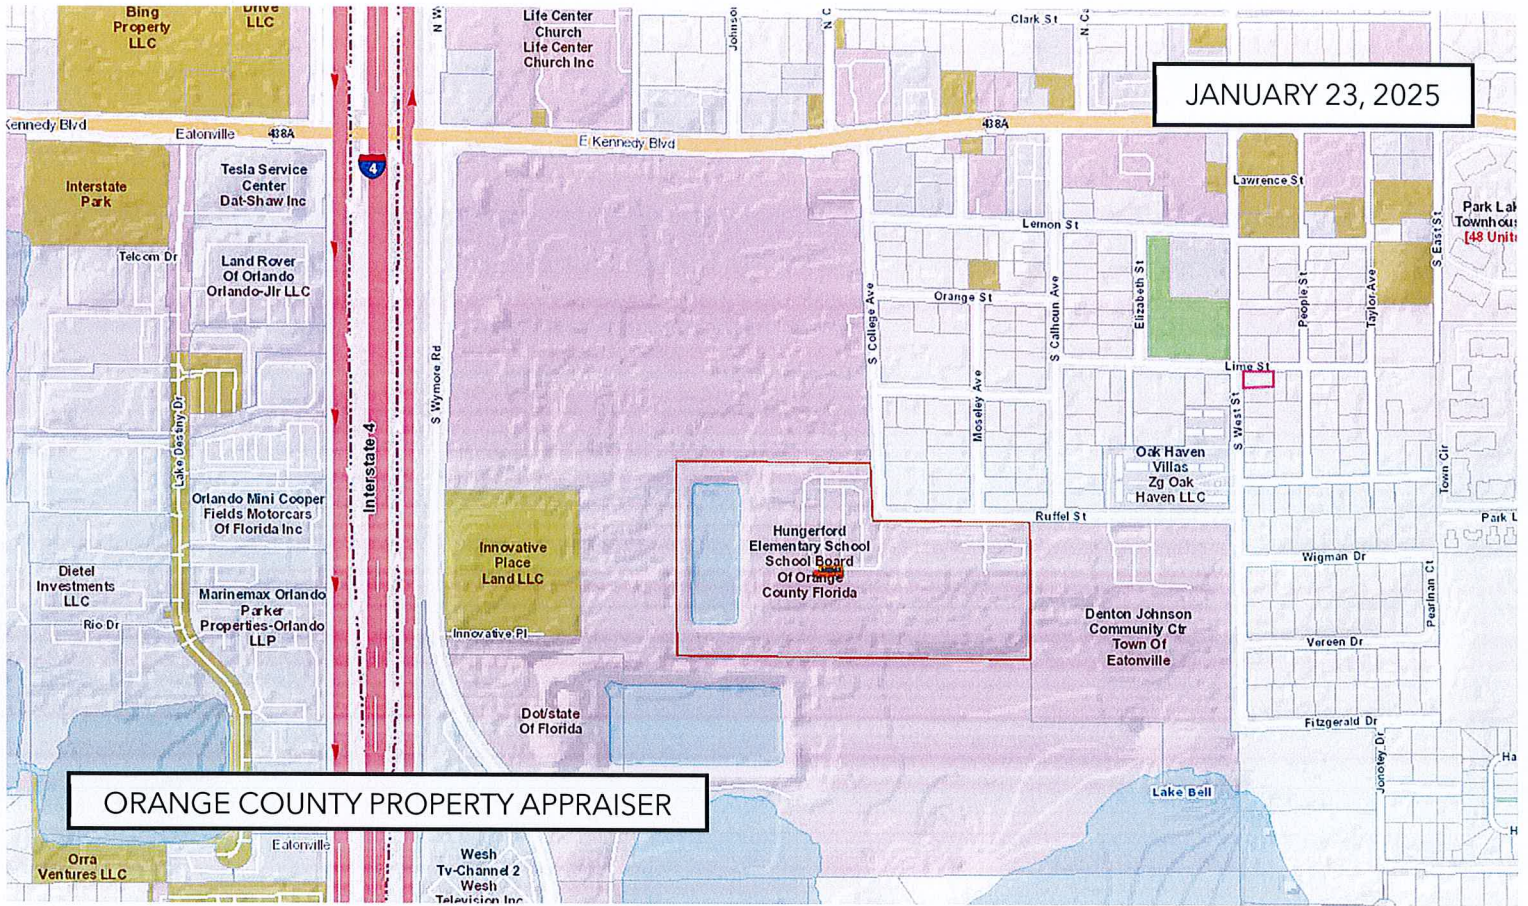 Bing
Property
LLC
Drive
LLC
Life Center
Church
Life Center
Church Inc
Clark St
JANUARY 23, 2025
Kennedy Blvd
Eatonville
438A
E Kennedy Blvd
438A
4
Interstate
Park
Tesla Service
Center
Dat-Shaw Inc
Telcom Dr
Land Rover
Of Orlando
Orlando-Jlr LLC
Lawrence St
Lemon St
S East St
[48 Units
Orange St
S College Ave
S Calhoun Ave
Elizabeth St
People St
Taylor Ave
Lime St
S Wymore Rd
Moseley Ave
S West St
Lake Destiny Dr
Interstate 4
Oak Haven
Villas
Zg Oak
Haven LLC
Town Cir
Orlando Mini Cooper
Fields Motorcars
Of Florida Inc
Ruffel St
Innovative
Place
Land LLC
Hungerford
Elementary School
School Board
Of Orange
County Florida
Wigman Dr
Pearlnan Ct
Dietel
Investments
LLC
Rio Dr
Marinemax Orlando
Parker
Properties-Orlando
LLP
Innovative Pl
Denton Johnson
Community Ctr
Town Of
Eatonville
Vereen Dr
Dot/state
Of Florida
Fitzgerald Dr
Jonotey Dr
Lake Bell
ORANGE COUNTY PROPERTY APPRAISER
Eatonville
Orra
Ventures LLC
Wesh
Tv-Channel 2
Wesh
Television Inc